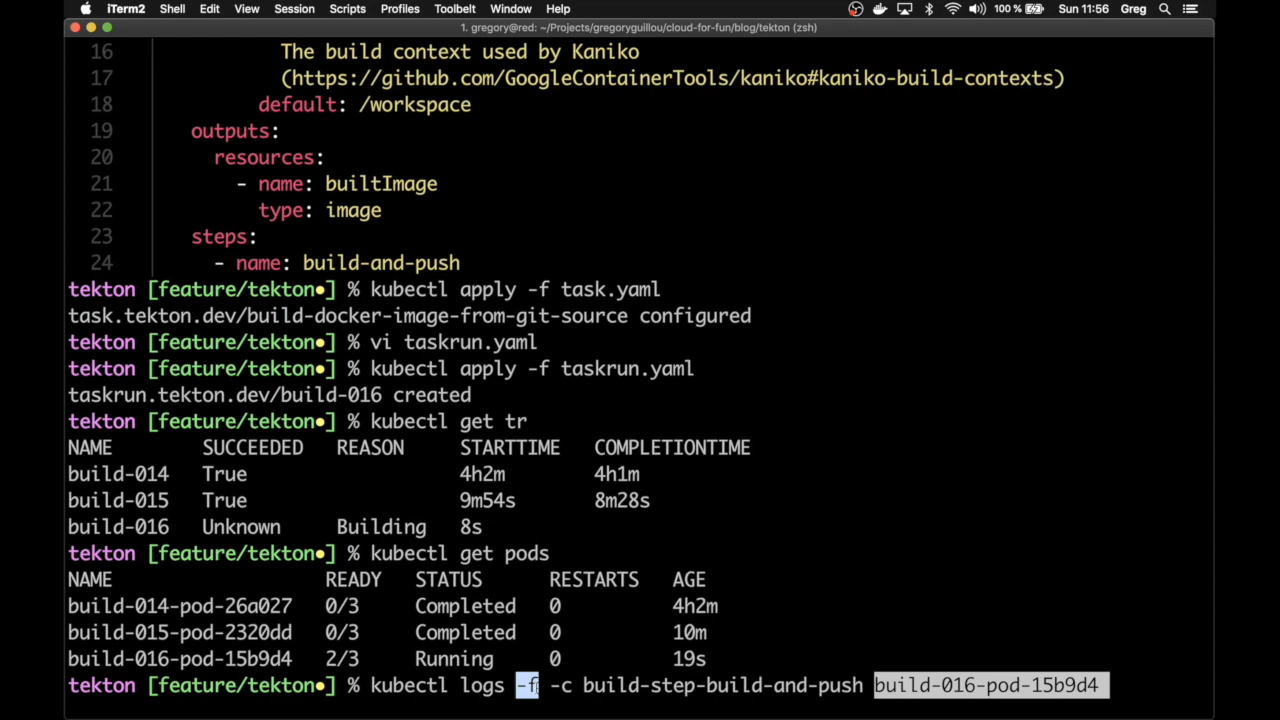 iTerm2 Shell Edit View Session Scripts Profiles Toolbelt Window Help 100 % Sun 11:56 Greg
1. gregory@red: ~/Projects/gregoryguillou/cloud-for-fun/blog/tekton (zsh)
16 The build context used by Kaniko
17 (https://github.com/GoogleContainerTools/kaniko#kaniko-build-contexts)
18 default: /workspace
19 outputs:
20 resources:
21 - name: builtImage
22 type: image
23 steps:
24 - name: build-and-push
tekton [feature/tekton●] % kubectl apply -f task.yaml
task.tekton.dev/build-docker-image-from-git-source configured
tekton [feature/tekton●] % vi taskrun.yaml
tekton [feature/tekton●] % kubectl apply -f taskrun.yaml
taskrun.tekton.dev/build-016 created
tekton [feature/tekton●] % kubectl get tr
NAME SUCCEEDED REASON STARTTIME COMPLETIONTIME
build-014 True 4h2m 4h1m
build-015 True 9m54s 8m28s
build-016 Unknown Building 8s
tekton [feature/tekton●] % kubectl get pods
NAME READY STATUS RESTARTS AGE
build-014-pod-26a027 0/3 Completed 0 4h2m
build-015-pod-2320dd 0/3 Completed 0 10m
build-016-pod-15b9d4 2/3 Running 0 19s
tekton [feature/tekton●] % kubectl logs -f -c build-step-build-and-push build-016-pod-15b9d4